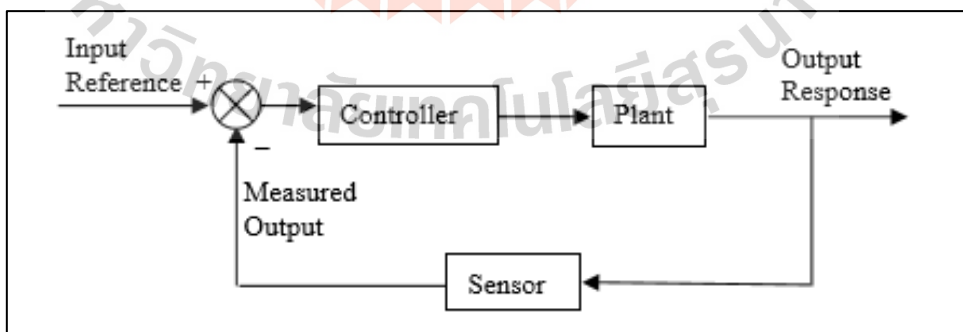 Input
Reference +
Output
Response
Controller
Plant
–
Measured
Output
Sensor